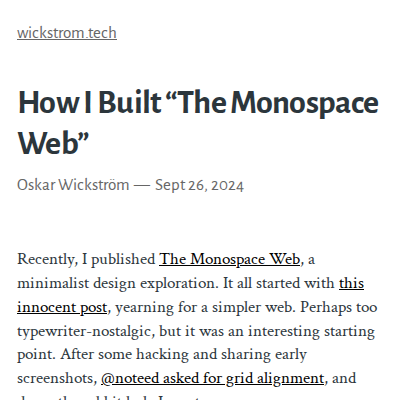 wickstrom.tech
How I Built “The Monospace
Web”
Oskar Wickström — Sept 26, 2024
Recently, I published The Monospace Web, a
minimalist design exploration. It all started with this
innocent post, yearning for a simpler web. Perhaps too
typewriter-nostalgic, but it was an interesting starting
point. After some hacking and sharing early
screenshots, @noteed asked for grid alignment, and